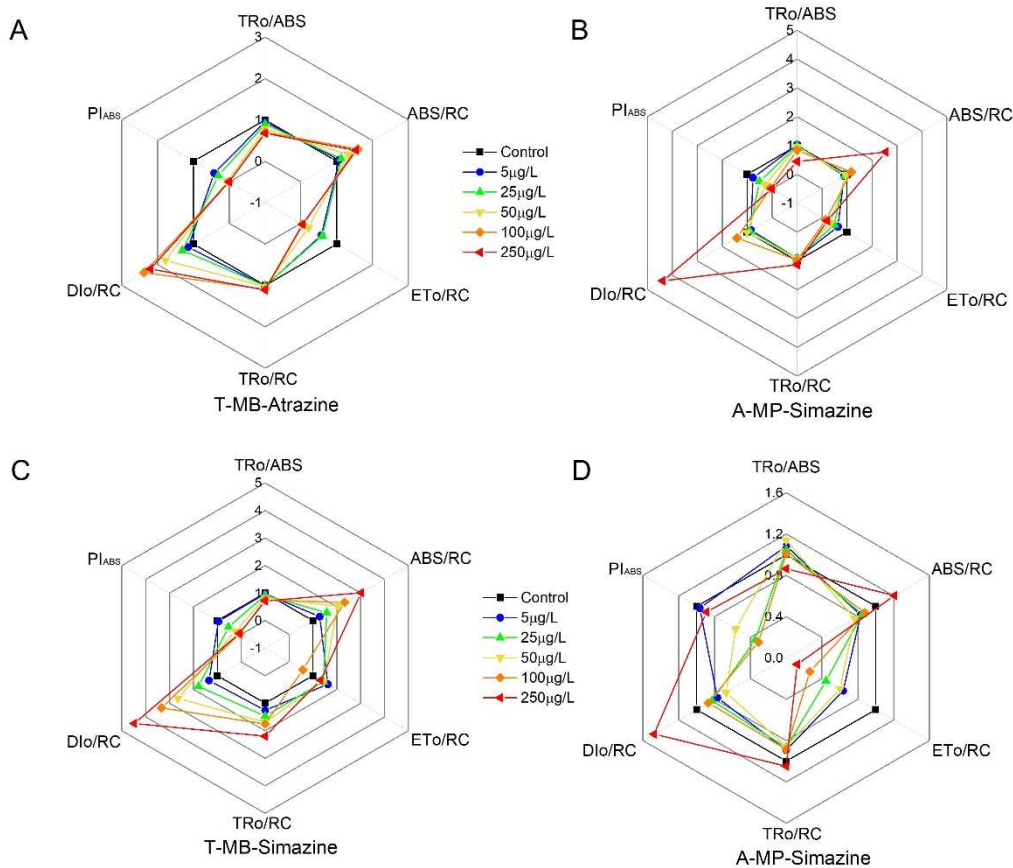 A
TRo/ABS
3
2
1
0
-1
ABS/RC
ETo/RC
TRo/RC
DIo/RC
PIABS
T-MB-Atrazine
Control
5μg/L
25μg/L
50μg/L
100μg/L
250μg/L
B
TRo/ABS
5
4
3
2
1
0
-1
ABS/RC
ETo/RC
TRo/RC
DIo/RC
PIABS
A-MP-Simazine
C
TRo/ABS
5
4
3
2
1
0
-1
ABS/RC
ETo/RC
TRo/RC
DIo/RC
PIABS
T-MB-Simazine
Control
5μg/L
25μg/L
50μg/L
100μg/L
250μg/L
D
TRo/ABS
1.6
1.2
0.8
0.4
0.0
ABS/RC
ETo/RC
TRo/RC
DIo/RC
PIABS
A-MP-Simazine